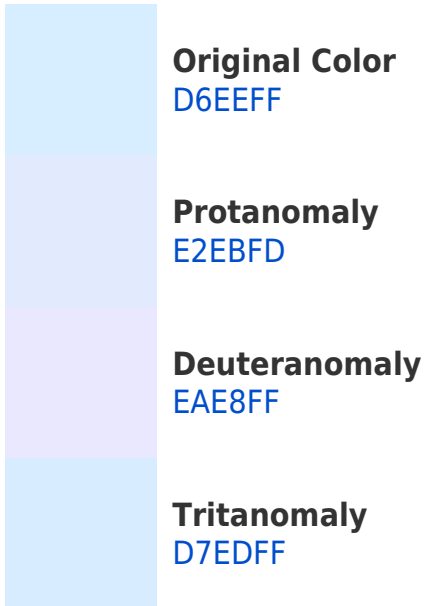 Original Color
D6EEFF
Protanomaly
E2EBFD
Deuteranomaly
EAE8FF
Tritanomaly
D7EDFF